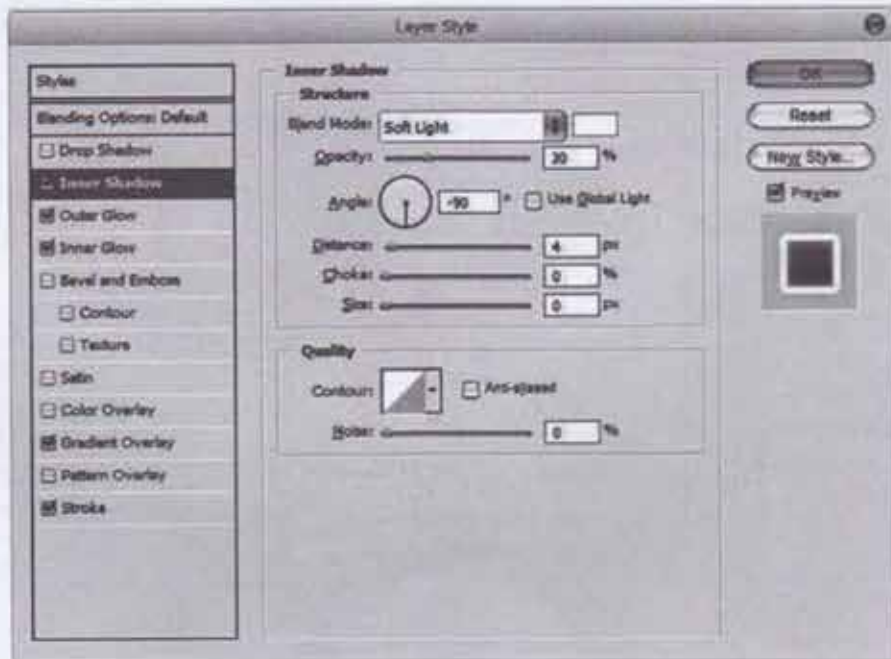 Layer Style
Styles
Blending Options: Default
Drop Shadow
Inner Shadow
Outer Glow
Inner Glow
Bevel and Emboss
Contour
Texture
Satin
Color Overlay
Gradient Overlay
Pattern Overlay
Stroke
Inner Shadow
Structure
Blend Mode: Soft Light
Opacity: %
Angle: -90 ° Use Global Light
Distance: 4 px
Choke: 0 %
Size: 0 px
Quality
Contour: Anti-aliased
Noise: 0 %
OK
Reset
New Style...
Preview